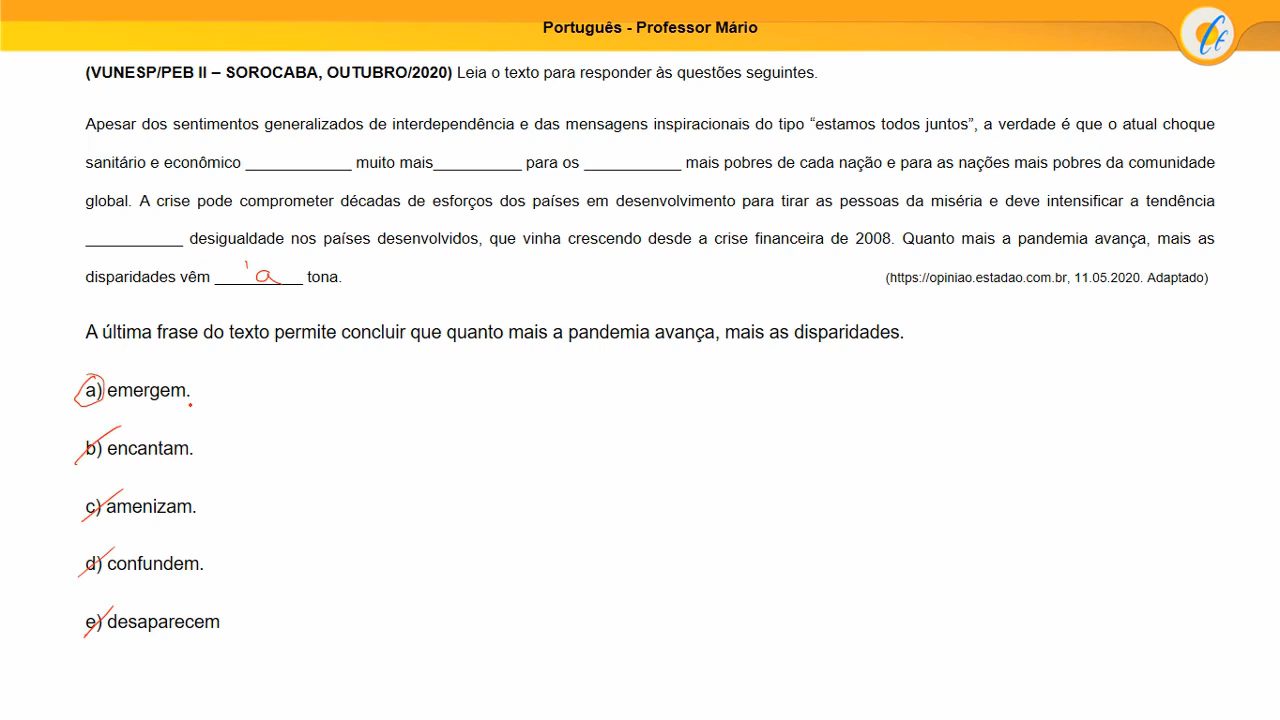 Português - Professor Mário
(VUNESP/PEB II – SOROCABA, OUTUBRO/2020) Leia o texto para responder às questões seguintes.
Apesar dos sentimentos generalizados de interdependência e das mensagens inspiracionais do tipo “estamos todos juntos”, a verdade é que o atual choque
sanitário e econômico ____________ muito mais__________ para os ___________ mais pobres de cada nação e para as nações mais pobres da comunidade
global. A crise pode comprometer décadas de esforços dos países em desenvolvimento para tirar as pessoas da miséria e deve intensificar a tendência
___________ desigualdade nos países desenvolvidos, que vinha crescendo desde a crise financeira de 2008. Quanto mais a pandemia avança, mais as
disparidades vêm à tona. (https://opiniao.estadao.com.br, 11.05.2020. Adaptado)
A última frase do texto permite concluir que quanto mais a pandemia avança, mais as disparidades.
a) emergem.
b) encantam.
c) amenizam.
d) confundem.
e) desaparecem